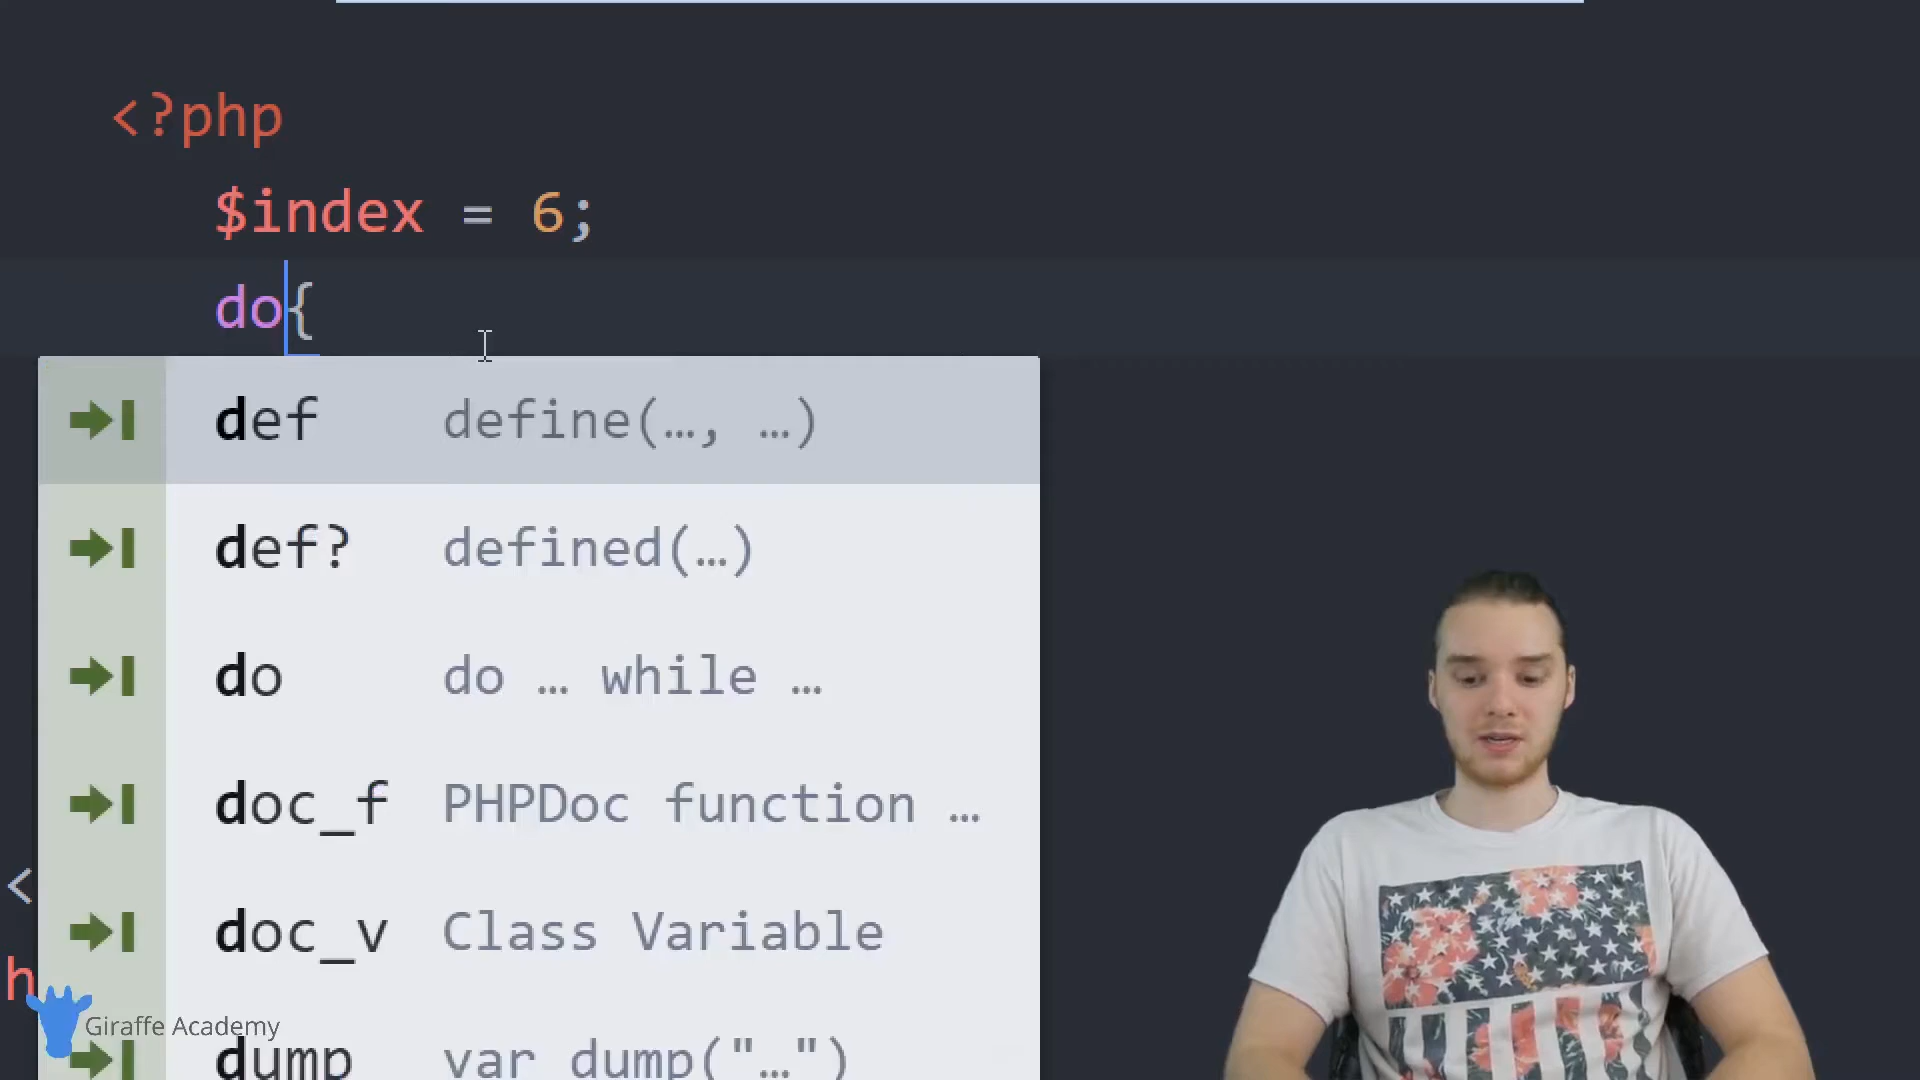 <?php
$index = 6;
do{
def define(…, …)
def? defined(…)
do do … while …
doc_f PHPDoc function …
doc_v Class Variable
dump var_dump("…")
<
h
Giraffe Academy